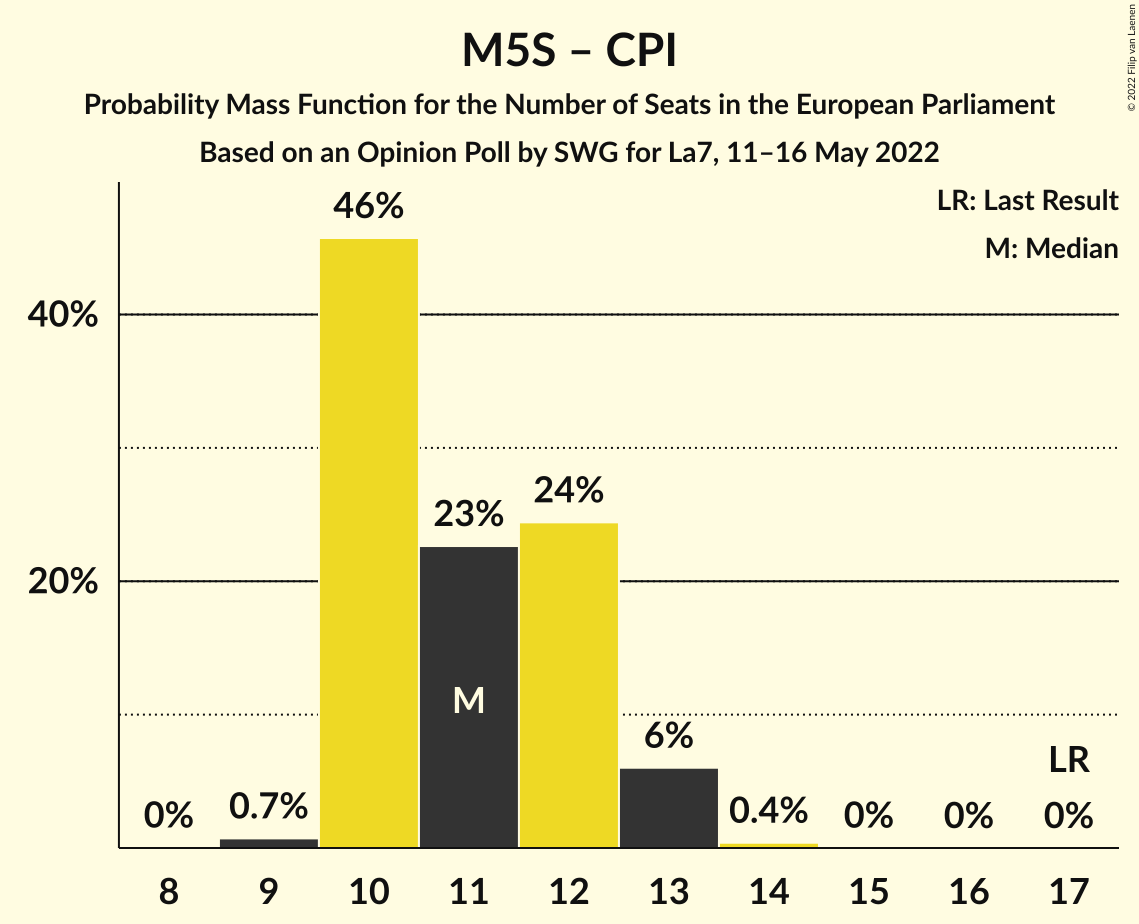 M5S – CPI
Probability Mass Function for the Number of Seats in the European Parliament
Based on an Opinion Poll by SWG for La7, 11–16 May 2022
© 2022 Filip van Laenen
LR: Last Result
M: Median
46%
40%
24%
23%
20%
M
6%
LR
0%
0.7%
0.4%
0%
0%
0%
8 9 10 11 12 13 14 15 16 17